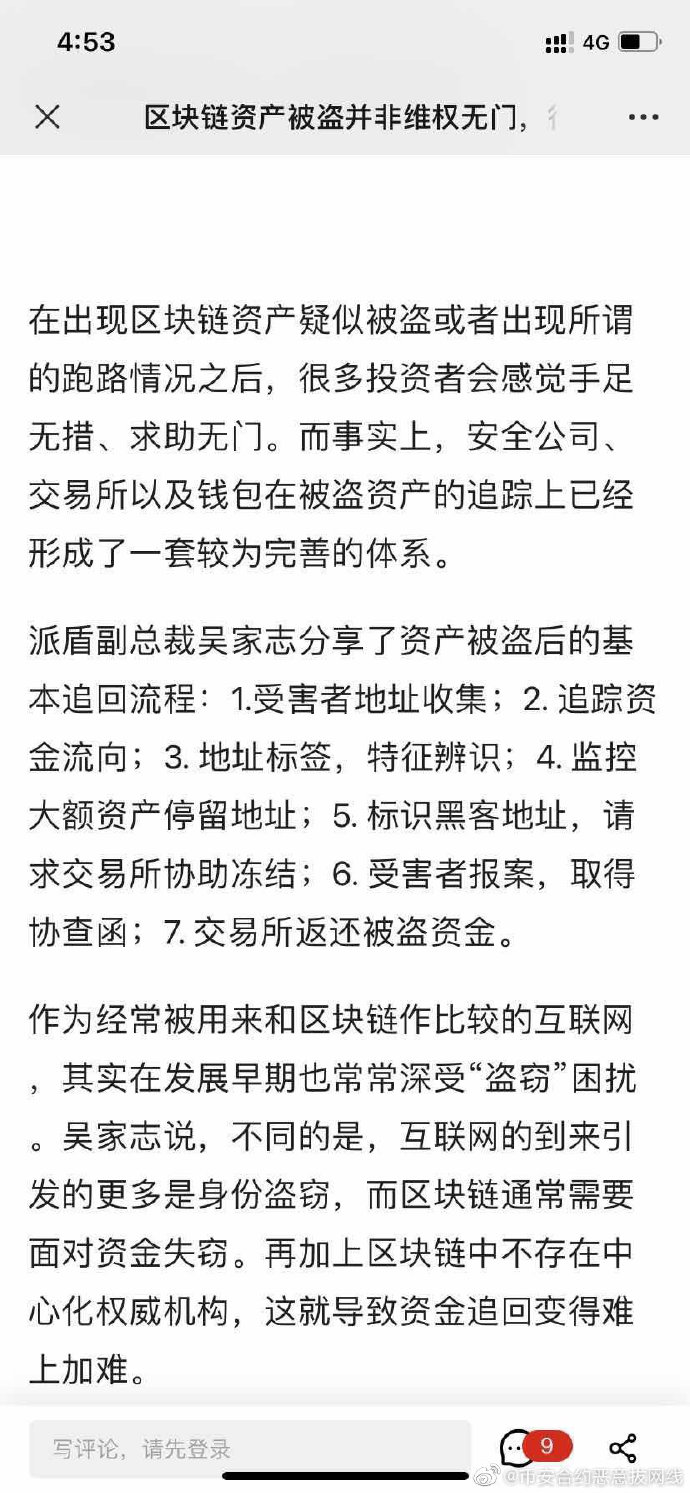 4:53
4G
区块链资产被盗并非维权无门，
在出现区块链资产疑似被盗或者出现所谓
的跑路情况之后，很多投资者会感觉手足
无措、求助无门。而事实上，安全公司、
交易所以及钱包在被盗资产的追踪上已经
形成了一套较为完善的体系。
派盾副总裁吴家志分享了资产被盗后的基
本追回流程：1.受害者地址收集；2. 追踪资
金流向；3. 地址标签，特征辨识；4. 监控
大额资产停留地址；5. 标识黑客地址，请
求交易所协助冻结；6. 受害者报案，取得
协查函；7. 交易所返还被盗资金。
作为经常被用来和区块链作比较的互联网
，其实在发展早期也常常深受“盗窃”困扰
。吴家志说，不同的是，互联网的到来引
发的更多是身份盗窃，而区块链通常需要
面对资金失窃。再加上区块链中不存在中
心化权威机构，这就导致资金追回变得难
上加难。
写评论，请先登录
9
@币安合约恶意拔网线